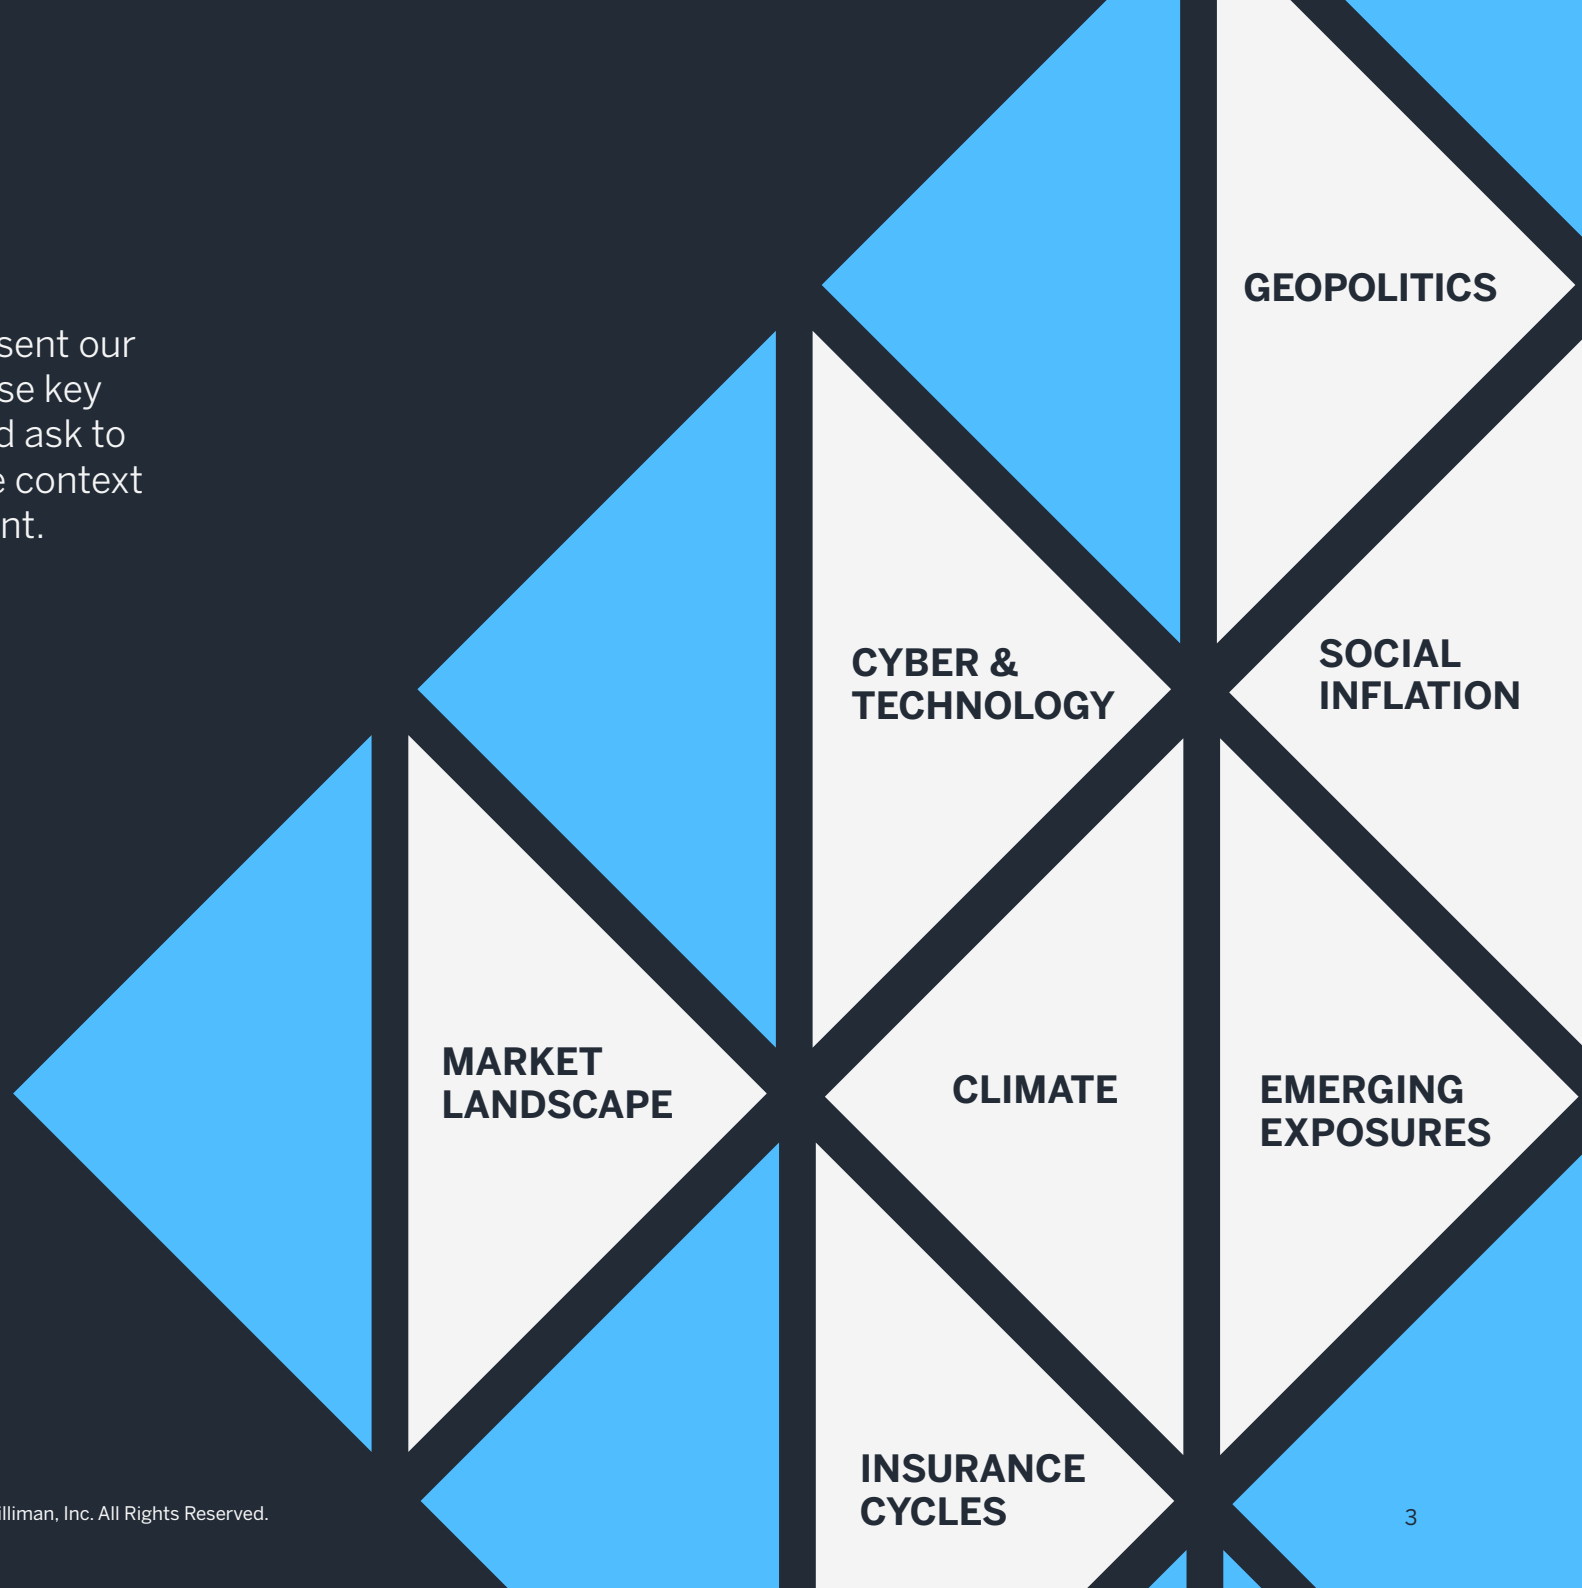 sent our
se key
d ask to
e context
nt.
GEOPOLITICS
CYBER &
TECHNOLOGY
SOCIAL
INFLATION
MARKET
LANDSCAPE
CLIMATE
EMERGING
EXPOSURES
INSURANCE
CYCLES
illiman, Inc. All Rights Reserved.
3